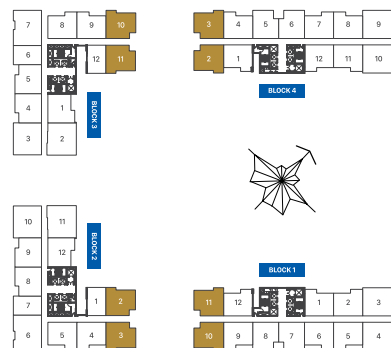 7 8 9 10
3 4 5 6 7 8 9
6 12 11
2 1 12 11 10
5
4 1
3 2
BLOCK 3
BLOCK 4
10 11
9 12
8
7 1 2
6 5 4 3
BLOCK 2
BLOCK 1
11 12 1 2 3
10 9 8 7 6 5 4